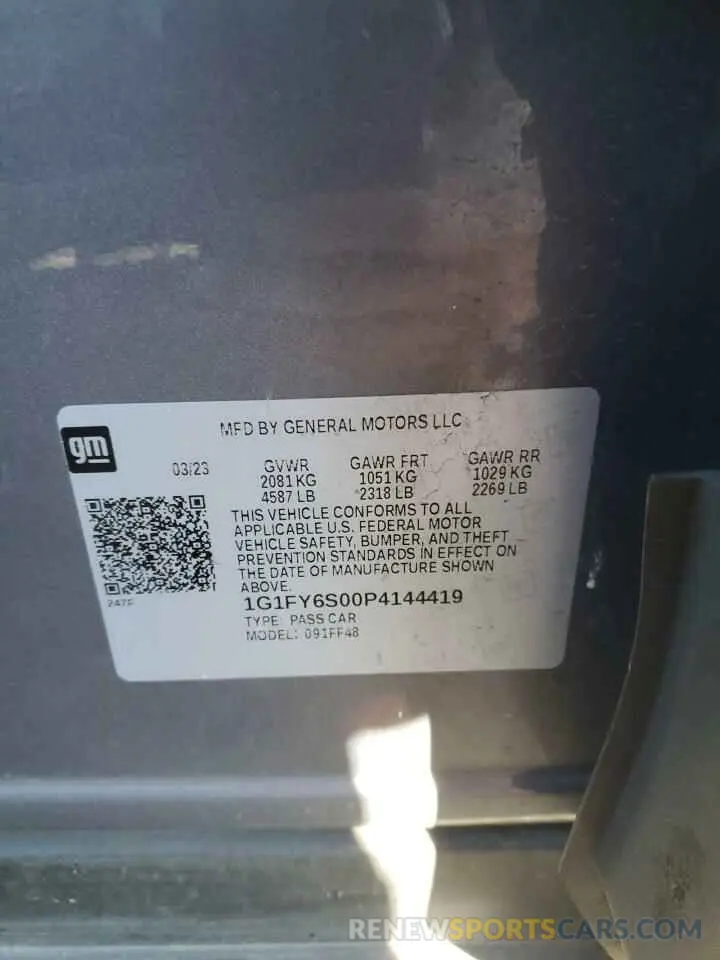 MFD BY GENERAL MOTORS LLC
gm
03/23 GVWR GAWR FRT GAWR RR
2081 KG 1051 KG 1029 KG
4587 LB 2318 LB 2269 LB
THIS VEHICLE CONFORMS TO ALL
APPLICABLE U.S. FEDERAL MOTOR
VEHICLE SAFETY, BUMPER, AND THEFT
PREVENTION STANDARDS IN EFFECT ON
THE DATE OF MANUFACTURE SHOWN
ABOVE.
1G1FY6S00P4144419
TYPE: PASS CAR
MODEL: 091FF48
RENEWSPORTSCARS.COM